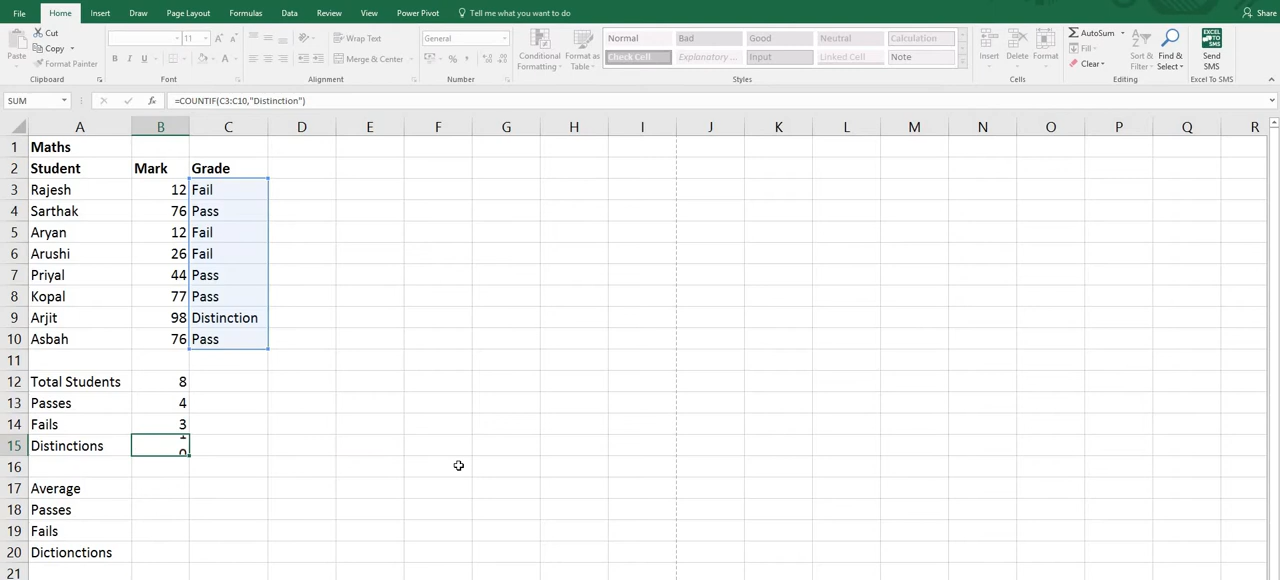 File Home Insert Draw Page Layout Formulas Data Review View Power Pivot Tell me what you want to do Share
Paste Cut Copy Format Painter Clipboard
11 A A B I U A Font
Wrap Text Merge & Center Alignment
General % Number
Conditional Formatting Format as Table
Normal Bad Good Neutral Calculation
Check Cell Explanatory ... Input Linked Cell Note
Styles
Insert Delete Format Cells
AutoSum Fill Clear Sort & Filter Find & Select Editing
EXCEL TO SMS Send SMS Excel To SMS
SUM fx =COUNTIF(C3:C10,"Distinction")
A B C D E F G H I J K L M N O P Q R
1 Maths
2 Student Mark Grade
3 Rajesh 12 Fail
4 Sarthak 76 Pass
5 Aryan 12 Fail
6 Arushi 26 Fail
7 Priyal 44 Pass
8 Kopal 77 Pass
9 Arjit 98 Distinction
10 Asbah 76 Pass
11
12 Total Students 8
13 Passes 4
14 Fails 3
15 Distinctions
16
17 Average
18 Passes
19 Fails
20 Dictionctions
21